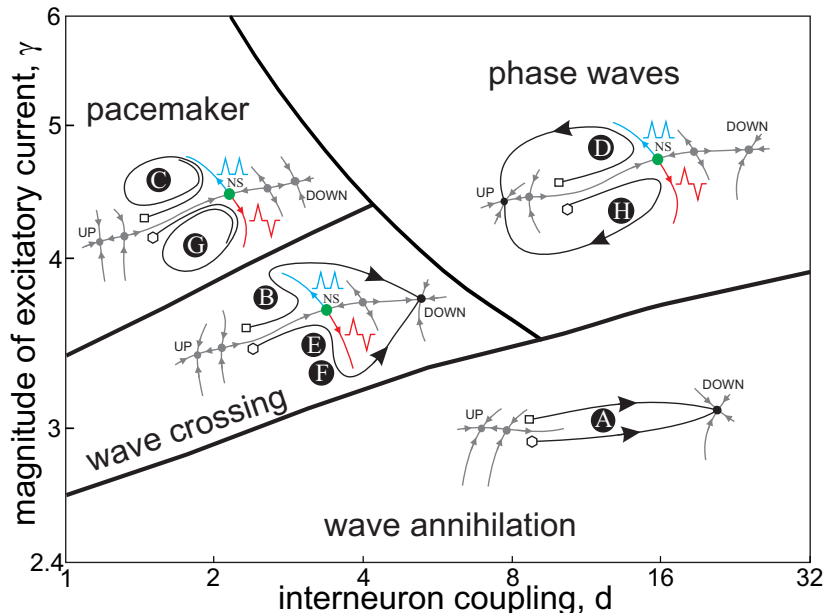 magnitude of excitatory current, γ
6
5
4
3
2.4
pacemaker
C
NS
DOWN
UP
G
phase waves
D
NS
DOWN
UP
H
B
NS
DOWN
UP
E
F
wave crossing
UP
A
DOWN
wave annihilation
1 2 4 8 16 32
interneuron coupling, d